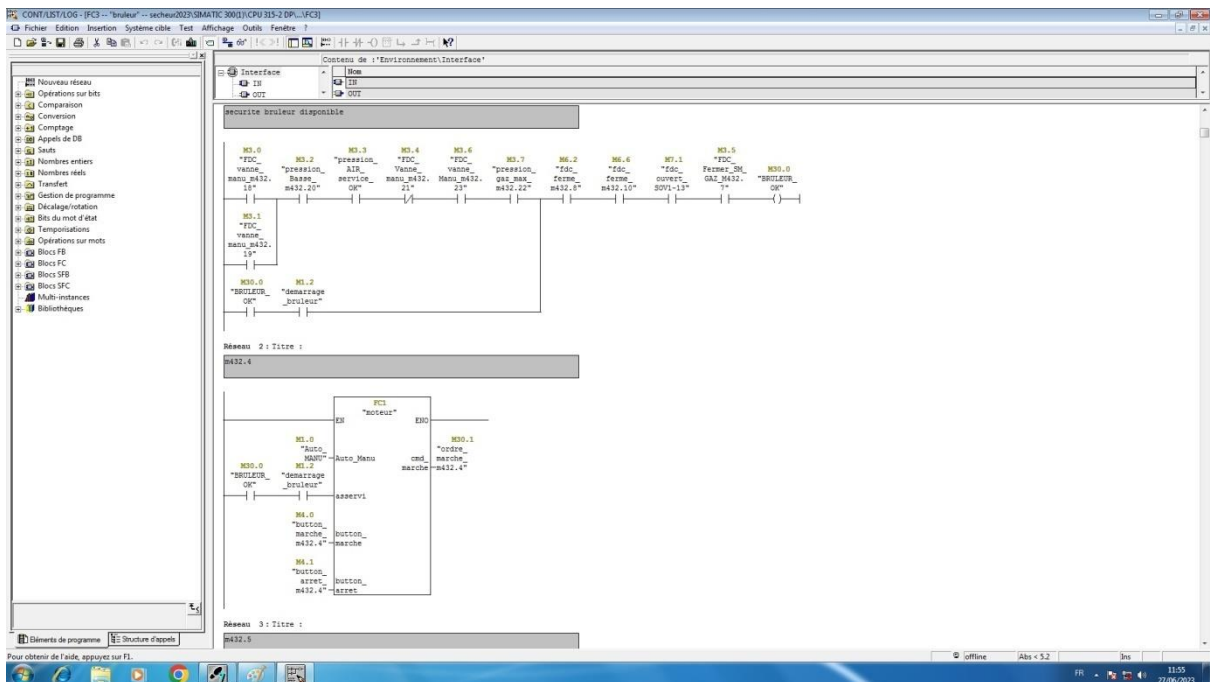 CONT/LIST/LOG - [FC3 -- "bruleur" -- secheur2023\SIMATIC 300(1)\CPU 315-2 DP\...\FC3]
Fichier Edition Insertion Système cible Test Affichage Outils Fenêtre ?
Contenu de :'Environnement\Interface'
Interface
IN
OUT
Nom
IN
OUT
Nouveau réseau
Opérations sur bits
Comparaison
Conversion
Comptage
Appels de DB
Sauts
Nombres entiers
Nombres réels
Transfert
Gestion de programme
Décalage/rotation
Bits du mot d'état
Temporisations
Opérations sur mots
Blocs FB
Blocs FC
Blocs SFB
Blocs SFC
Multi-instances
Bibliothèques
Eléments de programme
Structure d'appels
securite bruleur disponible
M3.0
"FDC_
vanne_
manu_m432.
18"
M3.2
"pression_
Basse_
m432.20"
M3.3
"pression_
AIR_
service_
OK"
M3.4
"FDC_
Vanne_
manu_m432.
21"
M3.6
"FDC_
vanne_
Manu_m432.
23"
M3.7
"pression_
gaz_max_
m432.22"
M6.2
"fdc_
ferme_
m432.8"
M6.6
"fdc_
ferme_
m432.10"
M7.1
"fdc_
ouvert_
SOV1-13"
M3.5
"FDC_
Fermer_SM_
GAZ_M432.
7"
M30.0
"BRULEUR_
OK"
M3.1
"FDC_
vanne_
manu_m432.
19"
M30.0
"BRULEUR_
OK"
M1.2
"demarrage
_bruleur"
Réseau 2 : Titre :
m432.4
FC1
"moteur"
EN
ENO
M1.0
"Auto_
MANU"
Auto_Manu
M30.1
"ordre_
marche_
m432.4"
cmd_
marche
M30.0
"BRULEUR_
OK"
M1.2
"demarrage
_bruleur"
asservi
M4.0
"button_
marche_
m432.4"
button_
marche
M4.1
"button_
arret_
m432.4"
button_
arret
Réseau 3 : Titre :
m432.5
Pour obtenir de l'aide, appuyez sur F1.
offline
Abs < 5.2
Ins
FR
11:55
27/06/2023